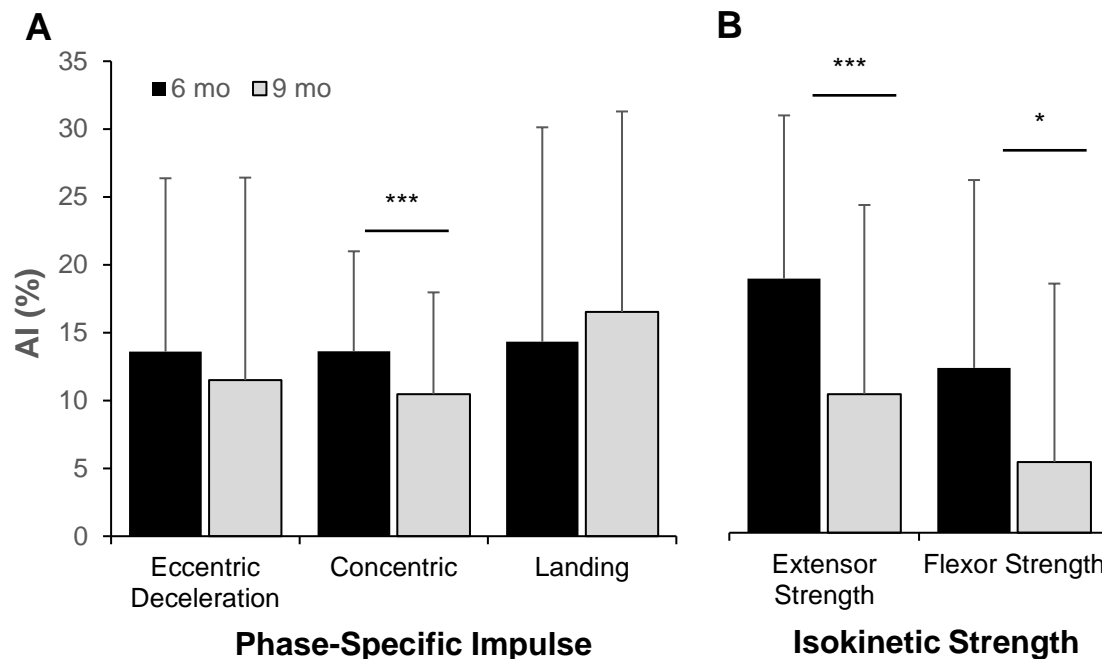 A
B
35
30
25
20
15
10
5
0
AI (%)
6 mo 9 mo
***
***
*
Eccentric
Deceleration
Concentric
Landing
Extensor
Strength
Flexor Strength
Phase-Specific Impulse
Isokinetic Strength